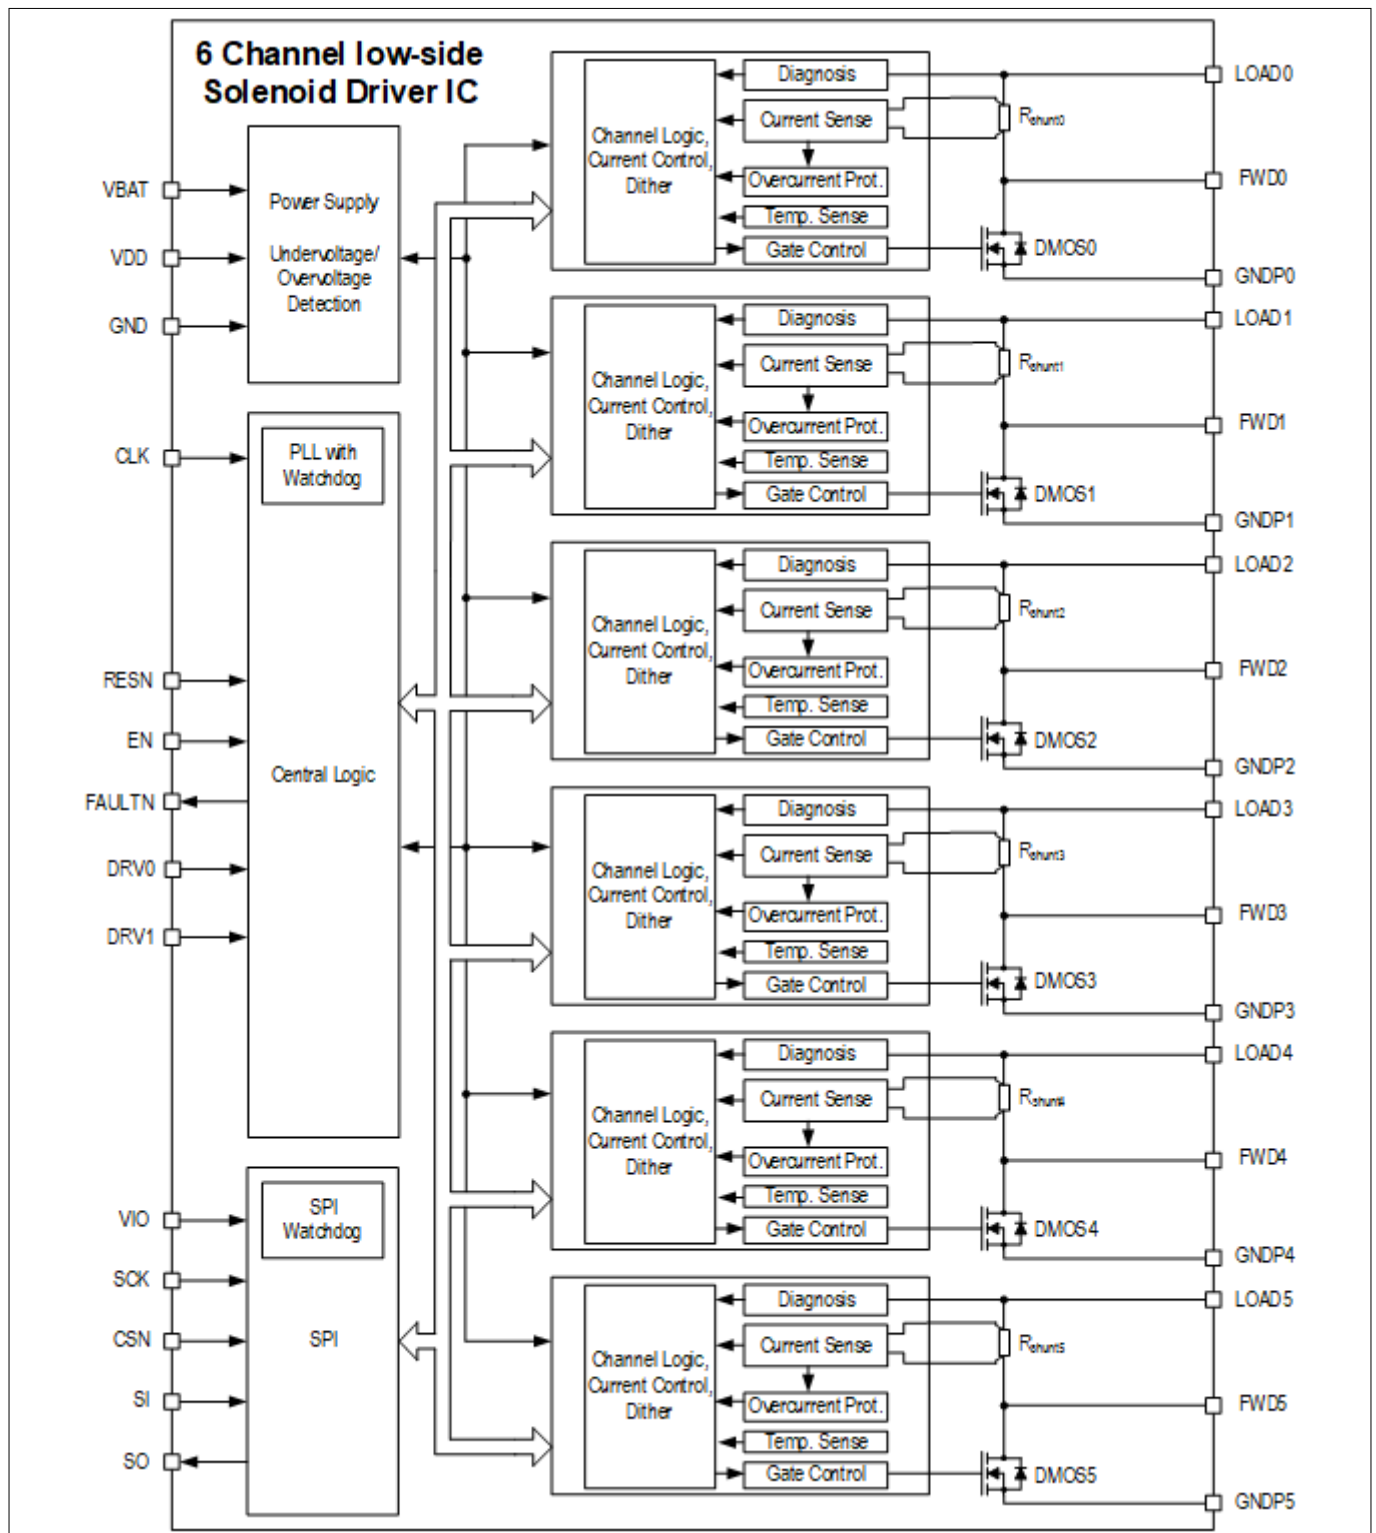 6 Channel low-side
Solenoid Driver IC
VBAT
VDD
GND
Power Supply
Undervoltage/
Overvoltage
Detection
CLK
RESN
EN
FAULTN
DRV0
DRV1
PLL with
Watchdog
Central Logic
VIO
SCK
CSN
SI
SO
SPI
Watchdog
SPI
Channel Logic,
Current Control,
Dither
Diagnosis
Current Sense
Overcurrent Prot.
Temp. Sense
Gate Control
Rshunt0
DMOS0
LOAD0
FWD0
GNDP0
Channel Logic,
Current Control,
Dither
Diagnosis
Current Sense
Overcurrent Prot.
Temp. Sense
Gate Control
Rshunt1
DMOS1
LOAD1
FWD1
GNDP1
Channel Logic,
Current Control,
Dither
Diagnosis
Current Sense
Overcurrent Prot.
Temp. Sense
Gate Control
Rshunt2
DMOS2
LOAD2
FWD2
GNDP2
Channel Logic,
Current Control,
Dither
Diagnosis
Current Sense
Overcurrent Prot.
Temp. Sense
Gate Control
Rshunt3
DMOS3
LOAD3
FWD3
GNDP3
Channel Logic,
Current Control,
Dither
Diagnosis
Current Sense
Overcurrent Prot.
Temp. Sense
Gate Control
Rshunt4
DMOS4
LOAD4
FWD4
GNDP4
Channel Logic,
Current Control,
Dither
Diagnosis
Current Sense
Overcurrent Prot.
Temp. Sense
Gate Control
Rshunt5
DMOS5
LOAD5
FWD5
GNDP5